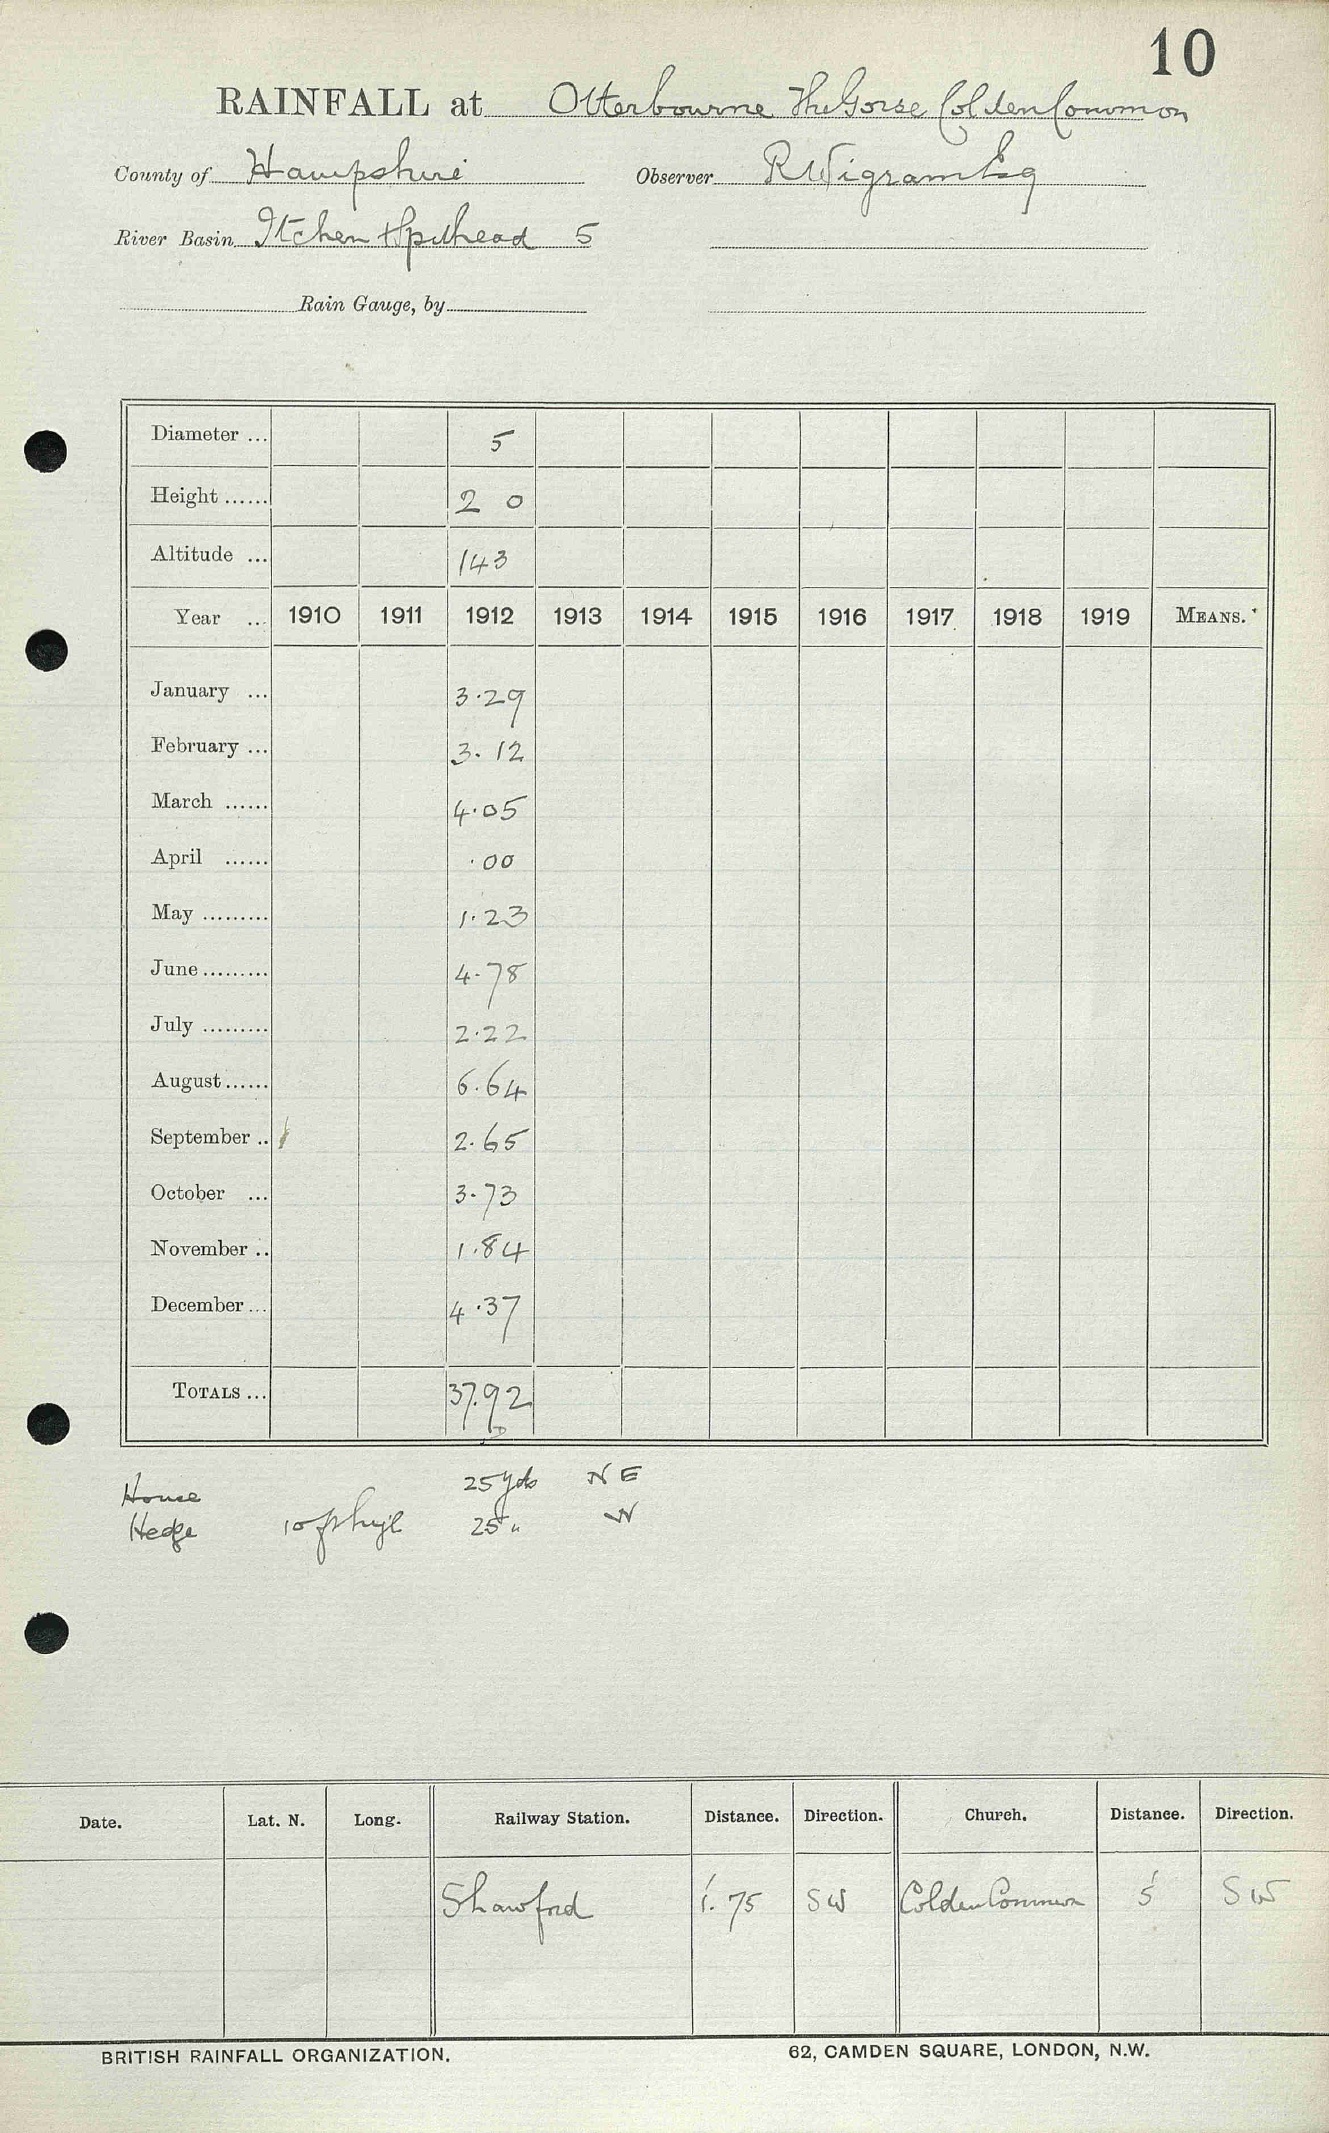 10
RAINFALL at Otterbourne The Gorse Colden Common
County of Hampshire Observer R Wigram Esq
River Basin Itchen + Spithead 5
Rain Gauge, by
Diameter ... 5
Height ...... 2 0
Altitude ... 143
Year ... 1910 1911 1912 1913 1914 1915 1916 1917 1918 1919 MEANS.
January ... 3.29
February ... 3.12
March ...... 4.05
April ...... .00
May ......... 1.23
June ......... 4.78
July ......... 2.22
August ...... 6.64
September .. 2.65
October ... 3.73
November .. 1.84
December ... 4.37
TOTALS ... 37.92
House 25 yds NE
Hedge 10 ft high 25 " W
Date. Lat. N. Long. Railway Station. Distance. Direction. Church. Distance. Direction.
Shawford 1.75 SW Colden Common 5 SW
BRITISH RAINFALL ORGANIZATION. 62, CAMDEN SQUARE, LONDON, N.W.